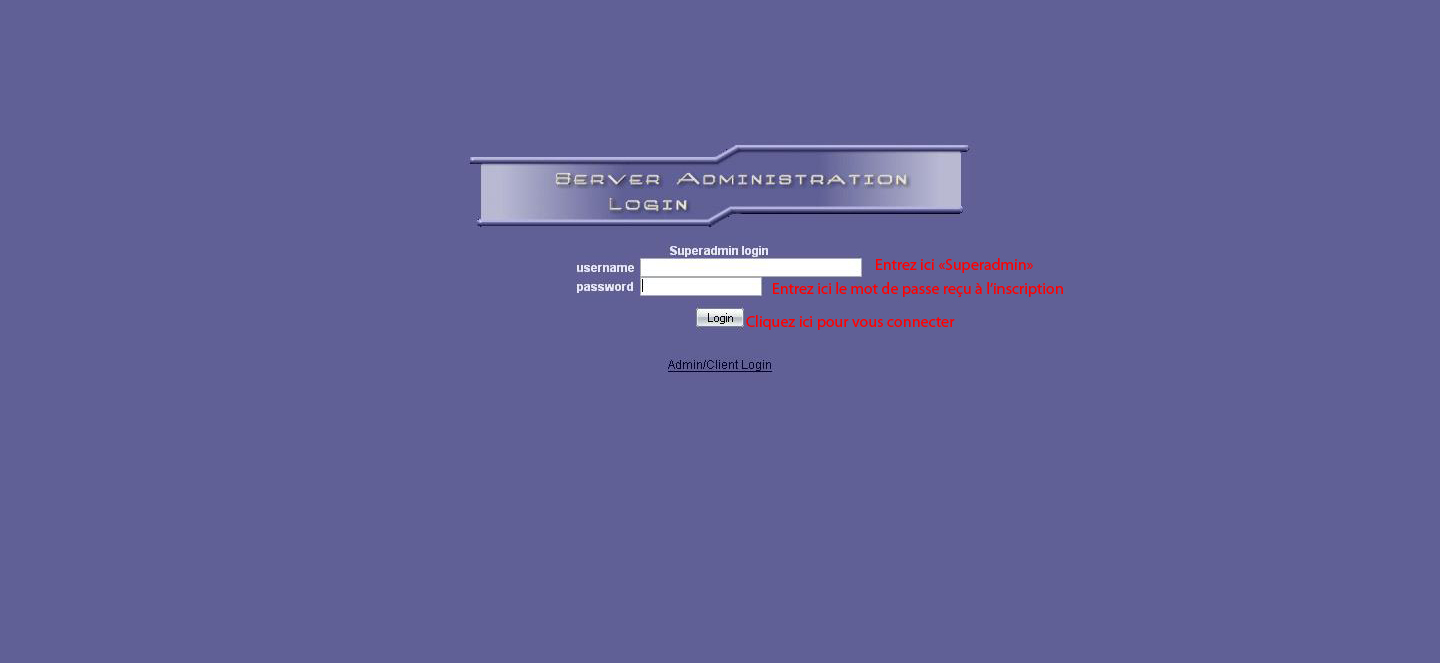 Server Administration
Login
Superadmin login
username Entrez ici «Superadmin»
password Entrez ici le mot de passe reçu à l'inscription
Login Cliquez ici pour vous connecter
Admin/Client Login